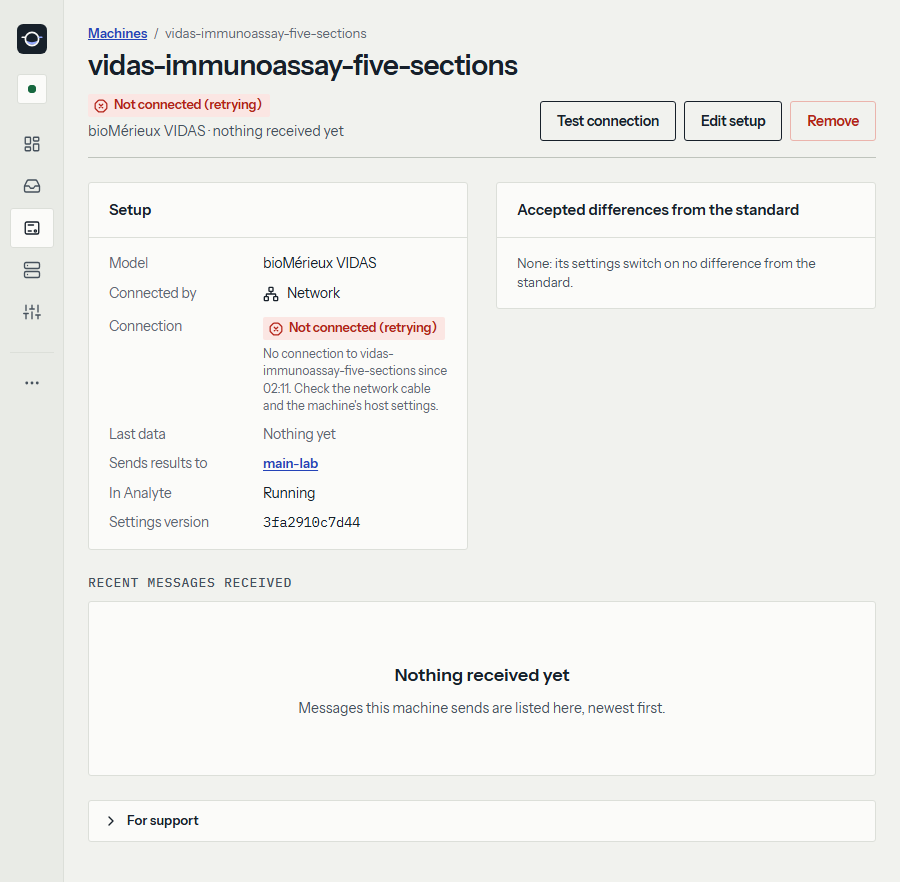 Machines / vidas-immunoassay-five-sections
vidas-immunoassay-five-sections
Not connected (retrying)
bioMérieux VIDAS · nothing received yet
Test connection
Edit setup
Remove
Setup
Model
bioMérieux VIDAS
Connected by
Network
Connection
Not connected (retrying)
No connection to vidas-
immunoassay-five-sections since
02:11. Check the network cable
and the machine's host settings.
Last data
Nothing yet
Sends results to
main-lab
In Analyte
Running
Settings version
3fa2910c7d44
Accepted differences from the standard
None: its settings switch on no difference from the
standard.
RECENT MESSAGES RECEIVED
Nothing received yet
Messages this machine sends are listed here, newest first.
For support